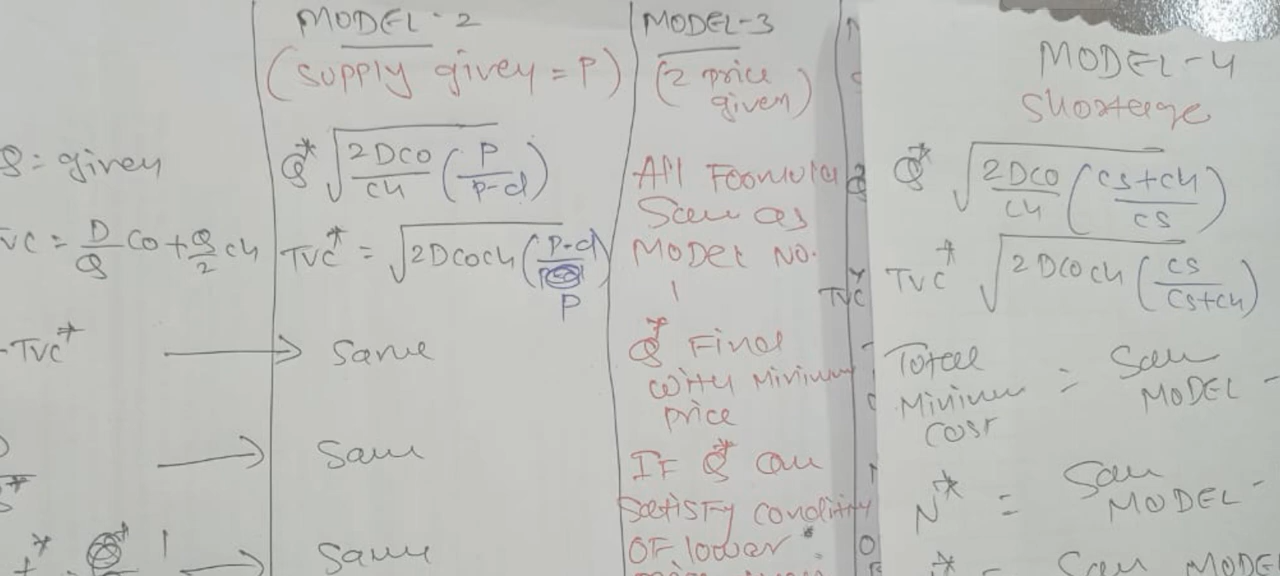 Q = given
VC = D/Q Co + Q/2 ch
-TVC*
MODEL-2
(Supply given = P)
Q* √2DCO/CH (P/P-d)
TVC* = √2DCOCH (P-d/P)
→ Same
→ Same
→ Same
MODEL-3
(2 price
given)
All Formula
Same as
MODEL NO.
1
Q* Find
with Minimum
price
IF Q* can
satisfy condition
OF lower
TVC
MODEL-4
Shortage
Q* √2DCO/CH (CS+CH/CS)
TVC* √2DCOCH (CS/CS+CH)
Total
Minimum = Same
COST MODEL -
N* = Same
MODEL -
* = Same MODEL